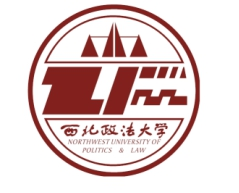 西北政法大学
NORTHWEST UNIVERSITY OF
POLITICS & LAW